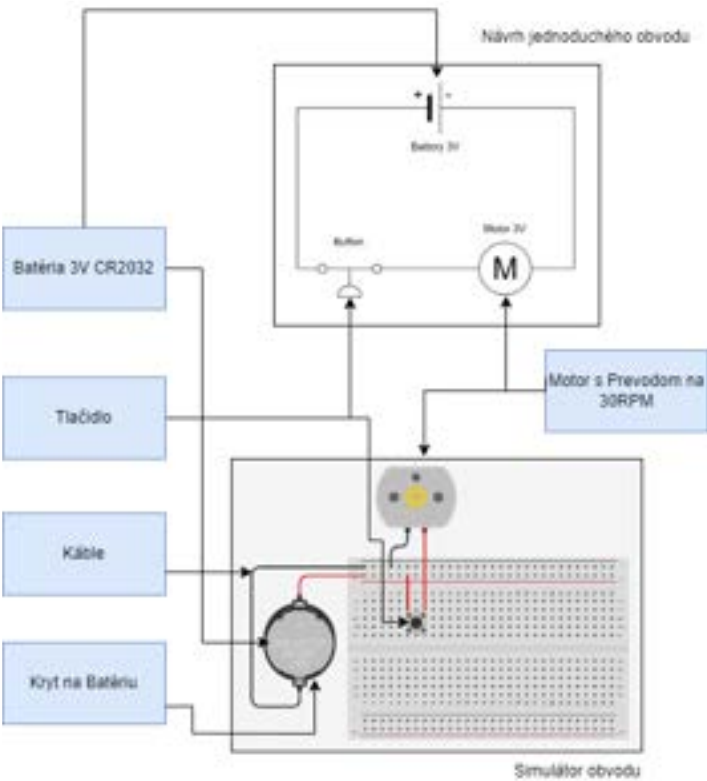 Návrh jednoduchého obvodu
+ -
Battery 3V
Batéria 3V CR2032
Button
Motor 3V
M
Motor s Prevodom na
30RPM
Tlačidlo
Káble
Kryt na Batériu
Simulátor obvodu